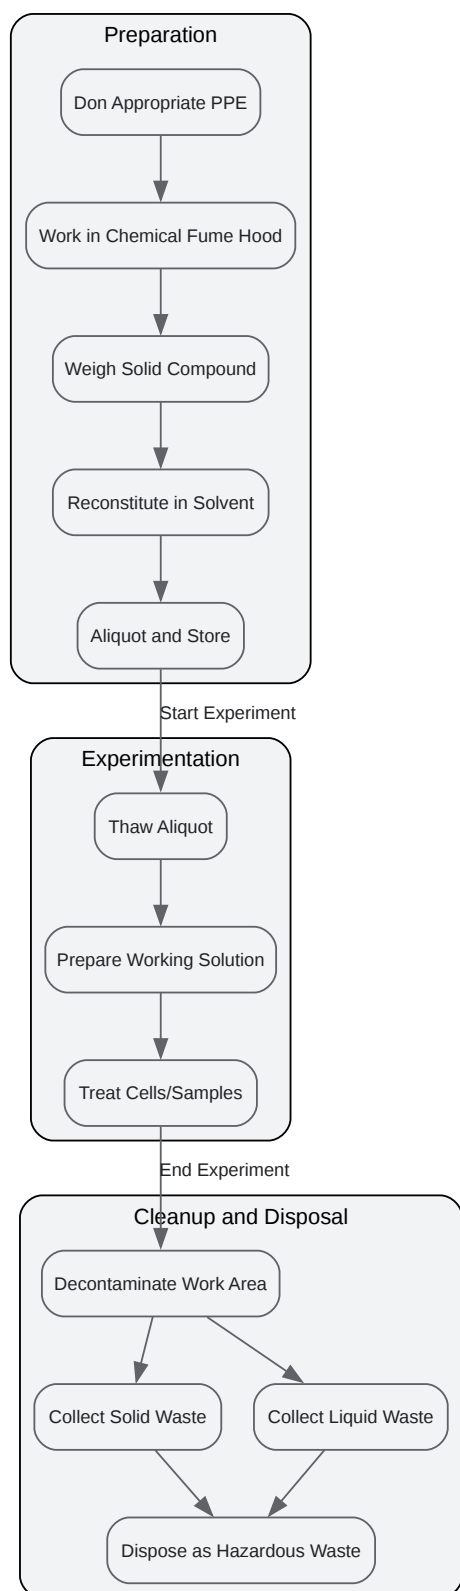 Preparation
Don Appropriate PPE
Work in Chemical Fume Hood
Weigh Solid Compound
Reconstitute in Solvent
Aliquot and Store
Start Experiment
Experimentation
Thaw Aliquot
Prepare Working Solution
Treat Cells/Samples
End Experiment
Cleanup and Disposal
Decontaminate Work Area
Collect Solid Waste
Collect Liquid Waste
Dispose as Hazardous Waste